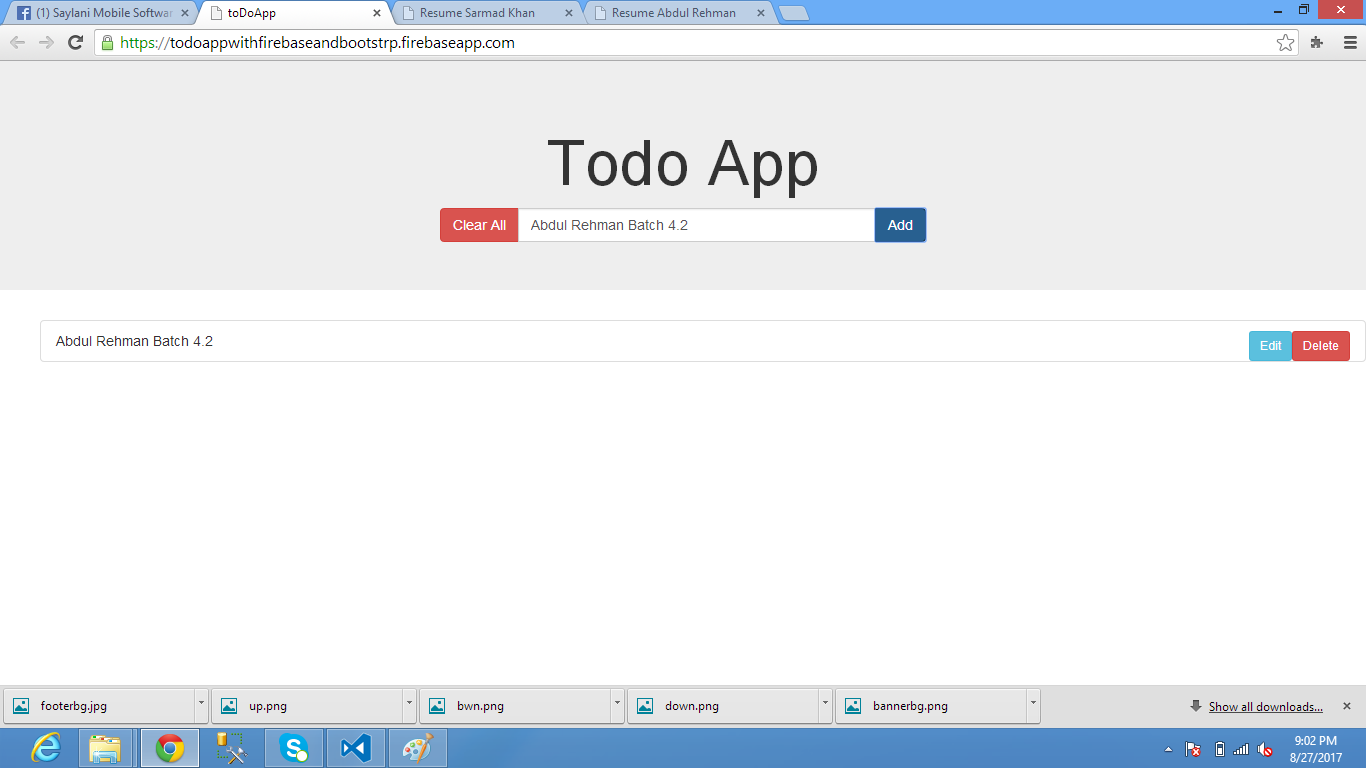 (1) Saylani Mobile Softwar
toDoApp
Resume Sarmad Khan
Resume Abdul Rehman
https://todoappwithfirebaseandbootstrp.firebaseapp.com
Todo App
Clear All
Abdul Rehman Batch 4.2
Add
Abdul Rehman Batch 4.2
Edit
Delete
footerbg.jpg
up.png
bwn.png
down.png
bannerbg.png
Show all downloads...
9:02 PM
8/27/2017